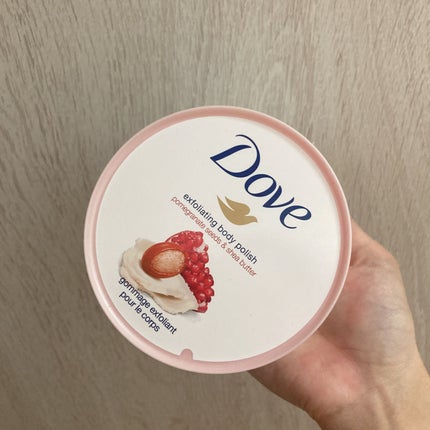 Dove
exfoliating body polish
pomegranate seeds & shea butter
gommage exfoliant
pour le corps